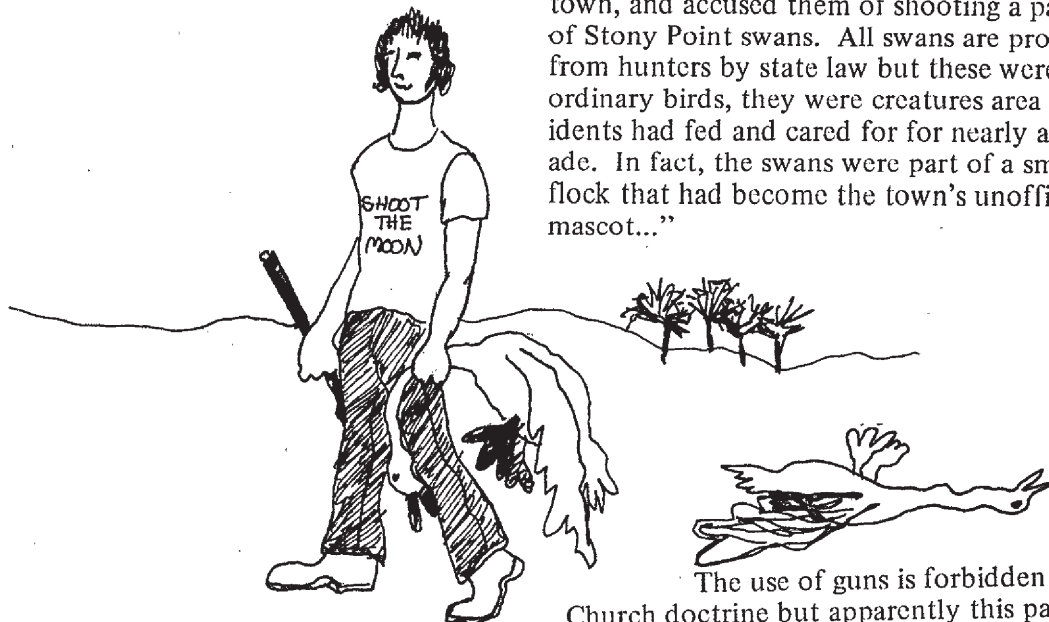 town, and accused them of shooting a
of Stony Point swans. All swans are
from hunters by state law but these were
ordinary birds, they were creatures area
idents had fed and cared for for nearly a
ade. In fact, the swans were part of a
flock that had become the town's
mascot..."
SHOOT
THE
MOON
The use of guns is forbidden
Church doctrine but apparently this